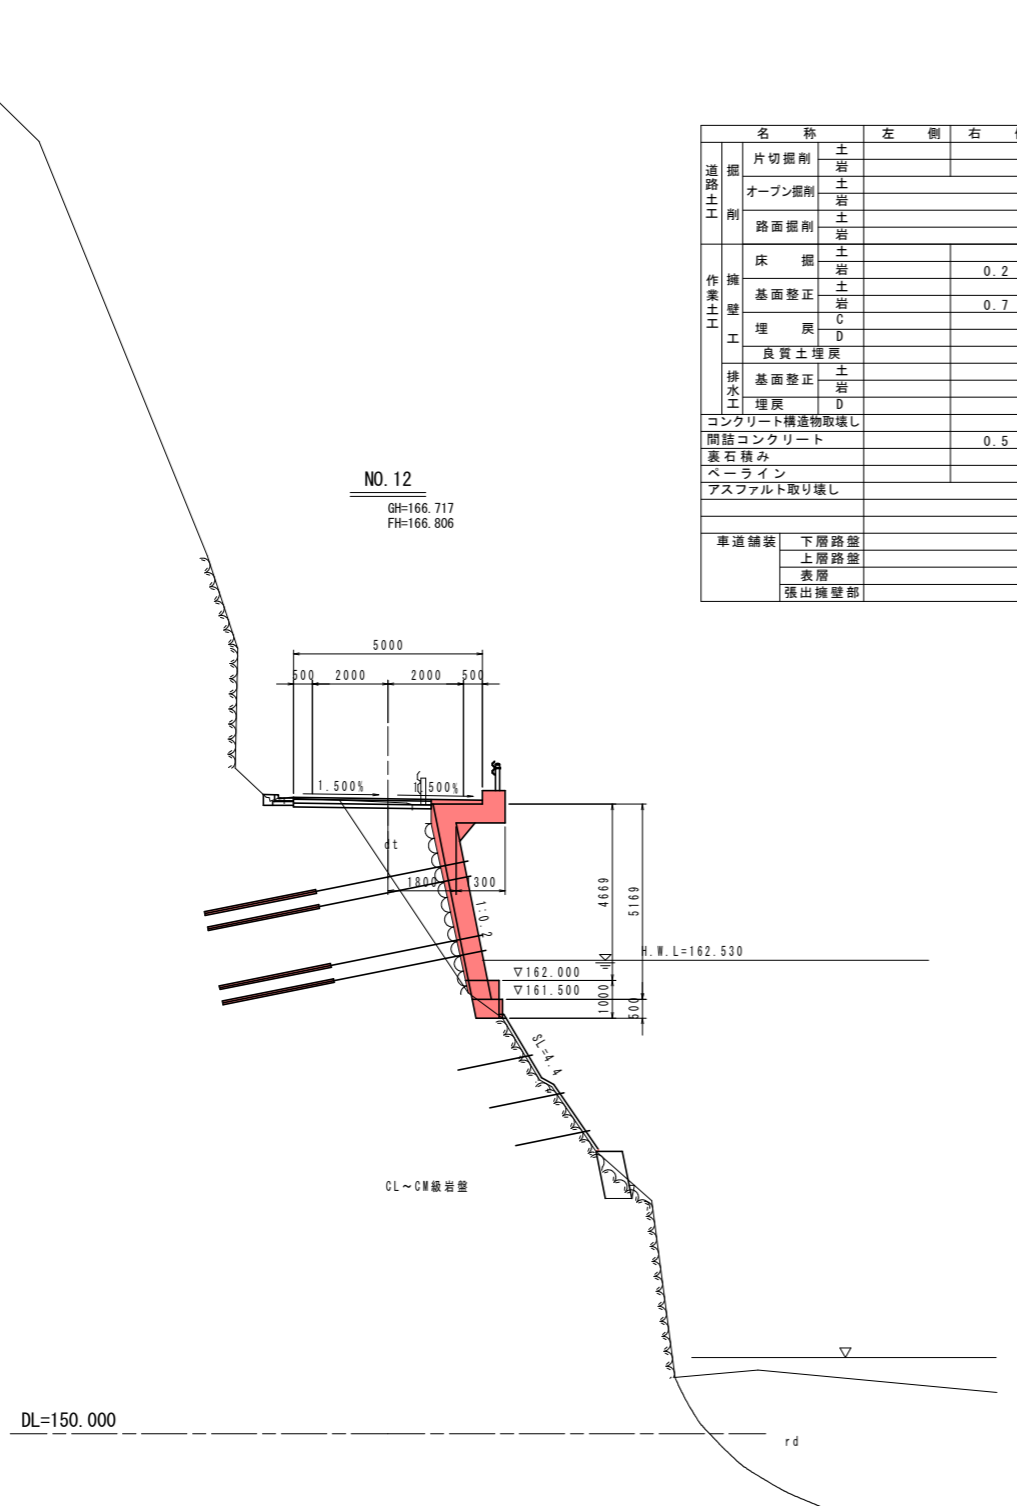 名 称 左 側 右
道路土工 掘削 片切掘削 土
岩
オープン掘削 土
岩
路面掘削 土
岩
作業土工 擁壁工 床 掘 土
岩 0.2
基面整正 土
岩 0.7
埋 戻 C
D
良質土埋戻
排水工 基面整正 土
岩
埋戻 D
コンクリート構造物取壊し
間詰コンクリート 0.5
裏石積み
ペーライン
アスファルト取り壊し
車道舗装 下層路盤
上層路盤
表層
張出擁壁部
NO.12
GH=166.717
FH=166.806
5000
500 2000 2000 500
1.500% 1.500%
dt
1800 1300
1:0.2
4669
5169
H.W.L=162.530
▽162.000
▽161.500
1000
500
SL=4.4
CL～CM級岩盤
DL=150.000
rd